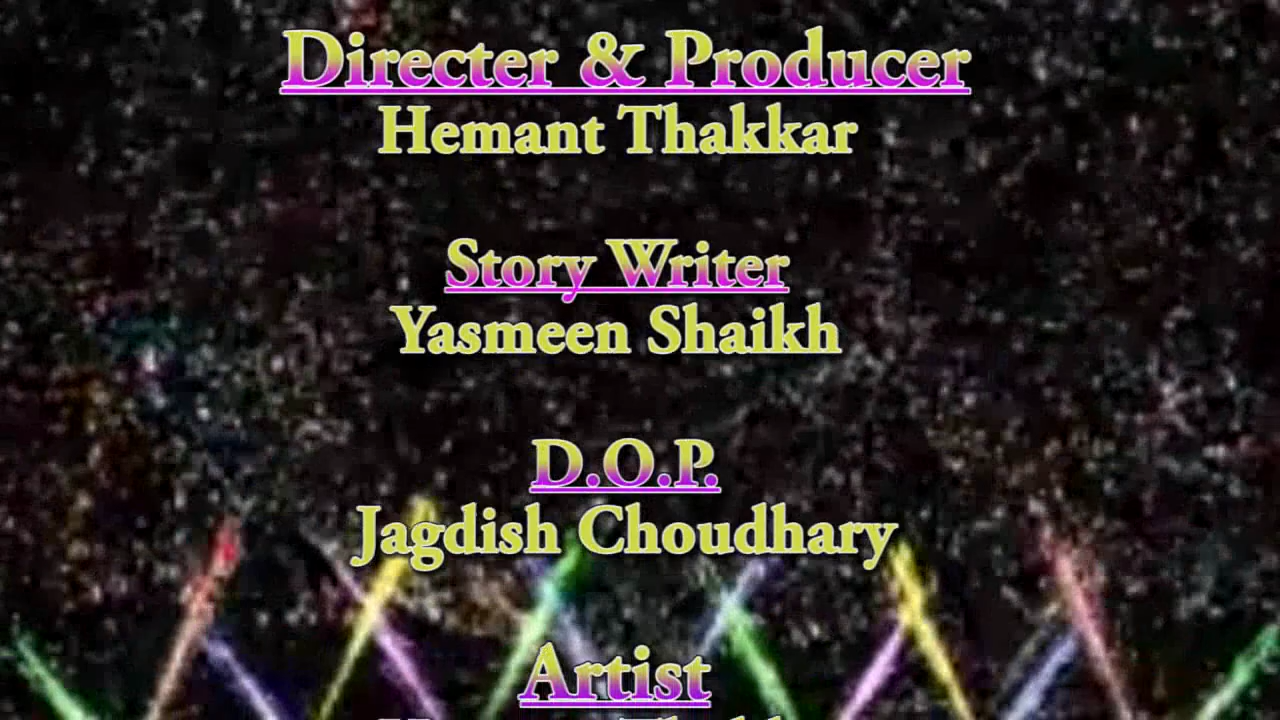 Directer & Producer
Hemant Thakkar
Story Writer
Yasmeen Shaikh
D.O.P.
Jagdish Choudhary
Artist